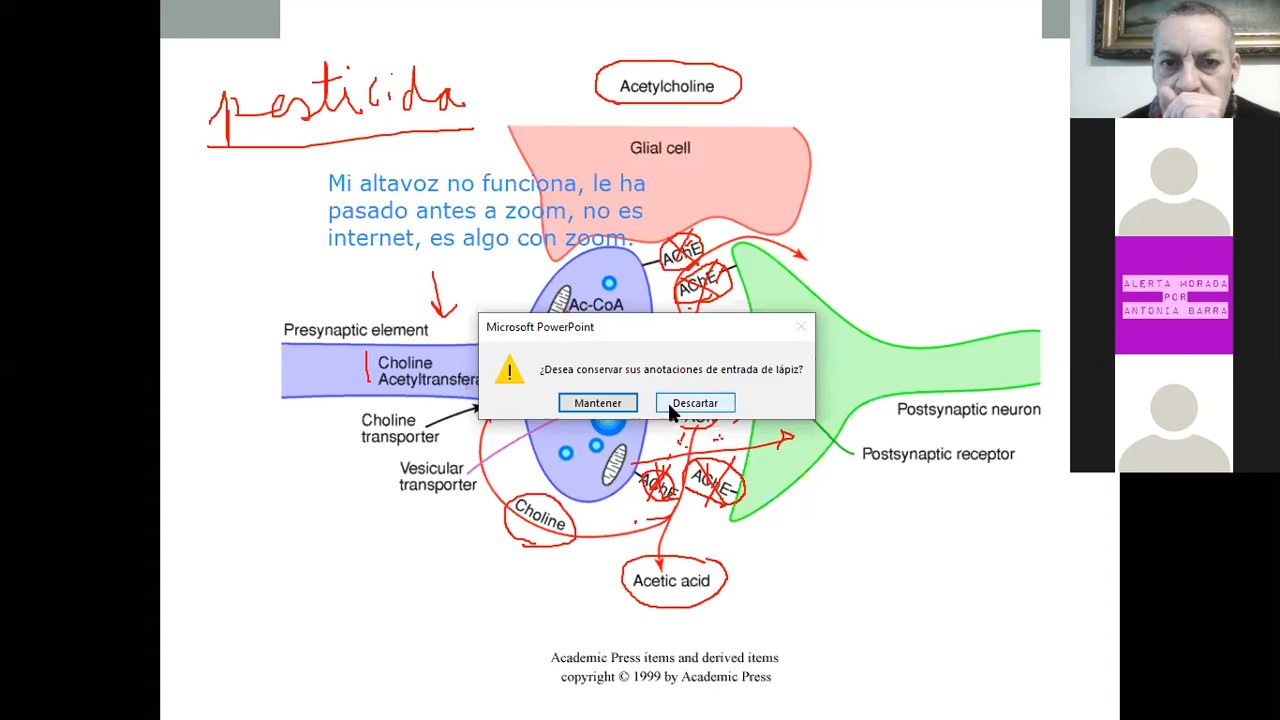 pesticida
Acetylcholine
Glial cell
Mi altavoz no funciona, le ha
pasado antes a zoom, no es
internet, es algo con zoom.
AChE
AChE
Ac-CoA
Presynaptic element
Choline
Acetyltransfera
Choline
transporter
Vesicular
transporter
Microsoft PowerPoint
¿Desea conservar sus anotaciones de entrada de lápiz?
Mantener
Descartar
Postsynaptic neuron
Postsynaptic receptor
AChE
AChE
Choline
Acetic acid
Academic Press items and derived items
copyright © 1999 by Academic Press
ALERTA MORADA
POR
ANTONIA BARRA